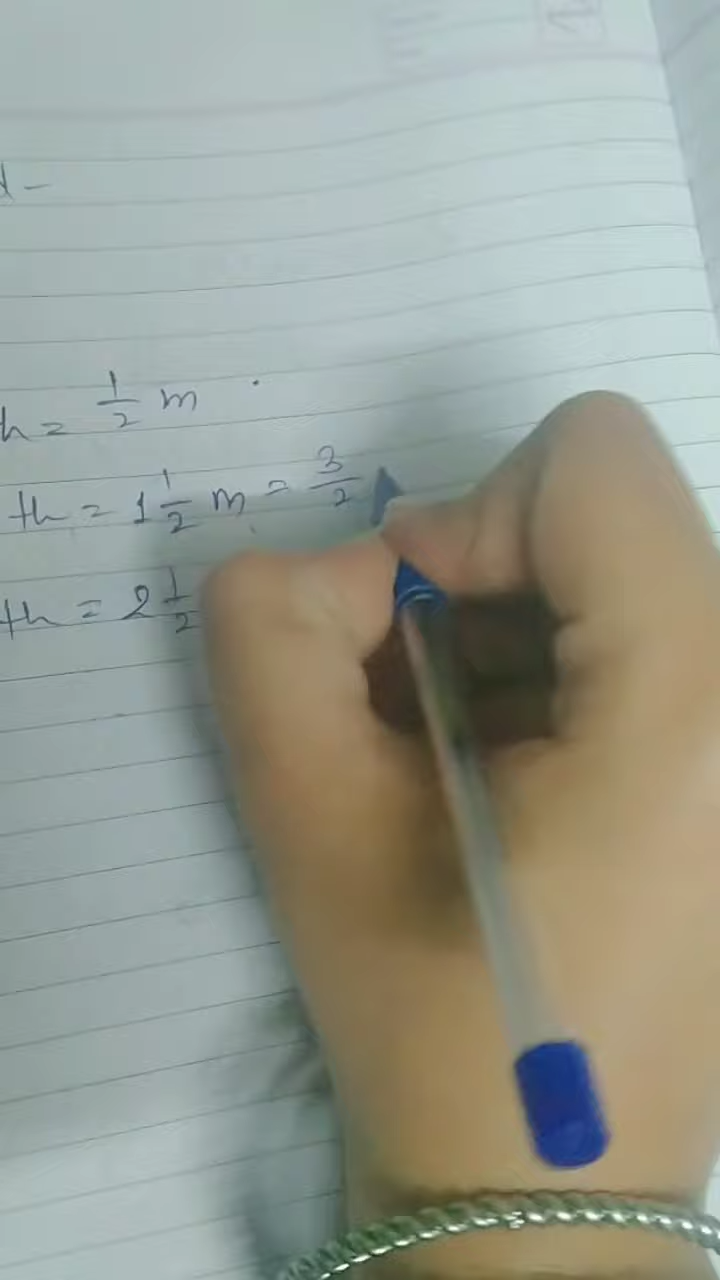 h = 1/2 m
th = 1 1/2 m = 3/2
th = 2 1/2